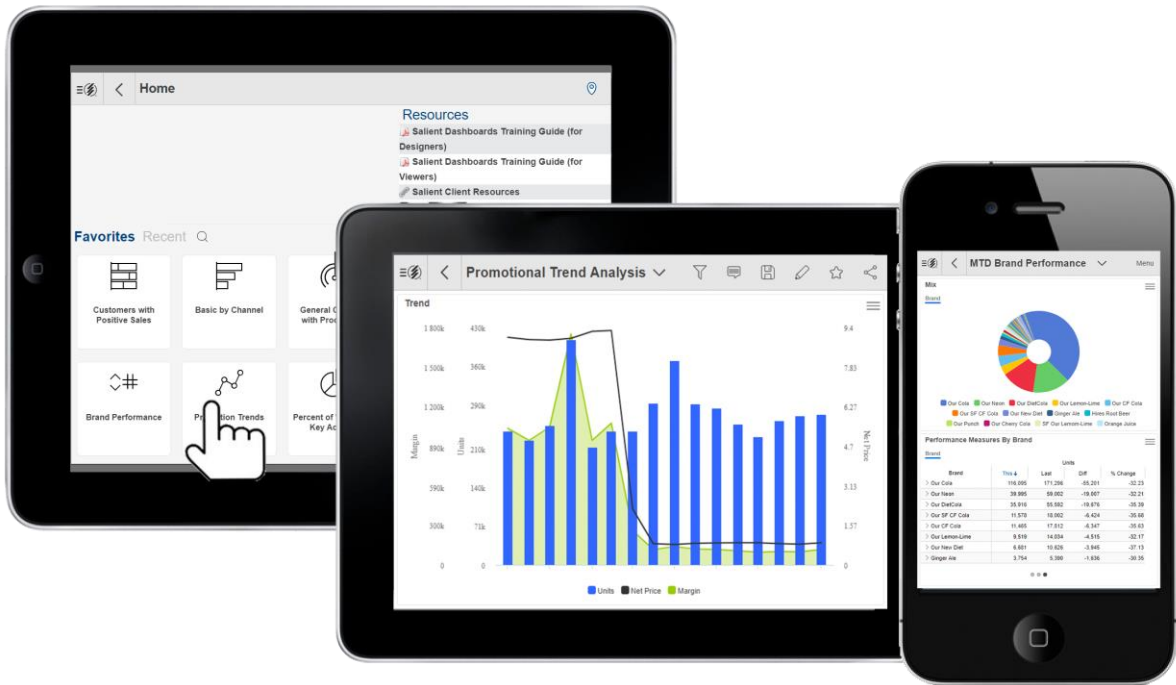 Home
Resources
Salient Dashboards Training Guide (for
Designers)
Salient Dashboards Training Guide (for
Viewers)
Salient Client Resources
Favorites Recent
Customers with
Positive Sales
Basic by Channel
General
with
Brand Performance
Trends
Percent of
Key
Promotional Trend Analysis
Trend
1 800k 430k 9.4
1 500k 360k 7.83
1 200k 290k 6.27
890k 210k 4.7
590k 140k 3.13
300k 71k 1.57
0 0 0
Margin
Units
Net Price
Units Net Price Margin
MTD Brand Performance Menu
Mix
Brand
Our Cola Our Neon Our DietCola Our Lemon-Lime Our CF Cola
Our SF CF Cola Our New Diet Ginger Ale Hires Root Beer
Our Punch Our Cherry Cola SF Our Lemon-Lime Orange Juice
Performance Measures By Brand
Brand
Units
Brand This Last Diff % Change
Our Cola 116,095 171,296 -55,201 -32.23
Our Neon 39,995 59,002 -19,007 -32.21
Our DietCola 35,916 55,592 -19,676 -35.39
Our SF CF Cola 11,578 18,002 -6,424 -35.68
Our CF Cola 11,465 17,812 -6,347 -35.63
Our Lemon-Lime 9,519 14,034 -4,515 -32.17
Our New Diet 6,681 10,626 -3,945 -37.13
Ginger Ale 3,754 5,390 -1,636 -30.35